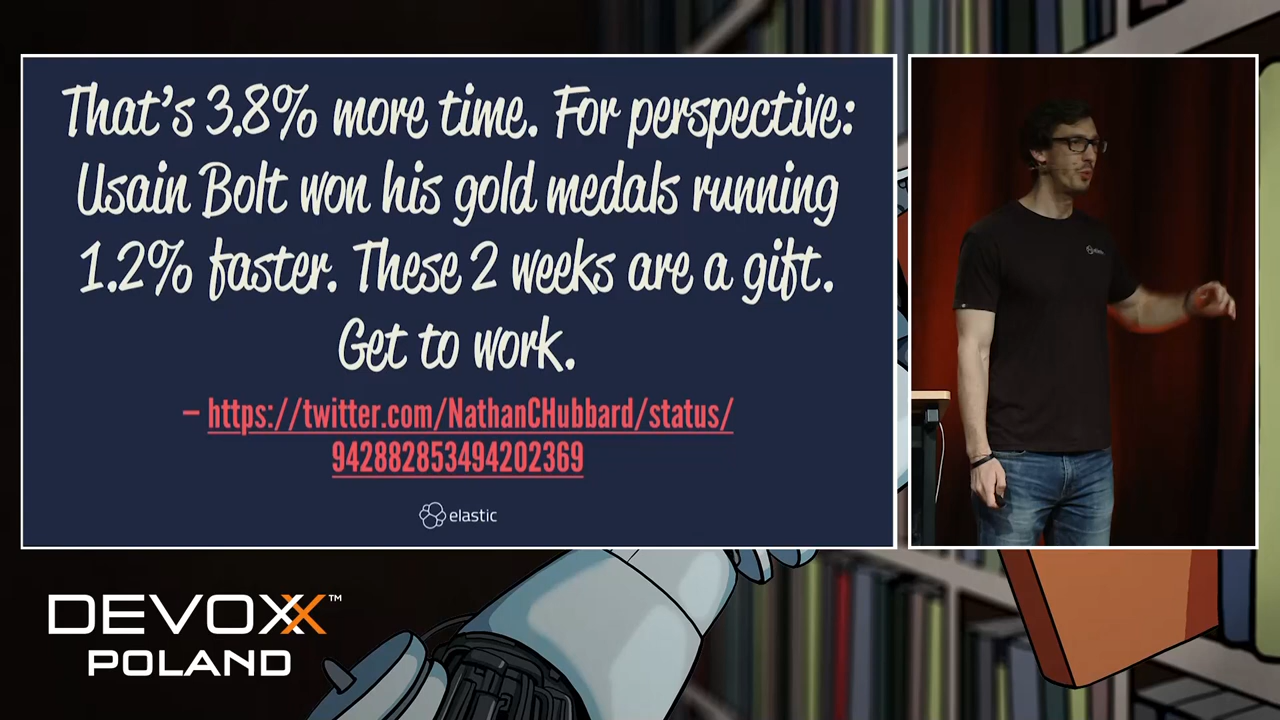 That's 3.8% more time. For perspective:
Usain Bolt won his gold medals running
1.2% faster. These 2 weeks are a gift.
Get to work.
– https://twitter.com/NathanCHubbard/status/
942882853494202369
elastic
elastic
DEVOXX™
POLAND